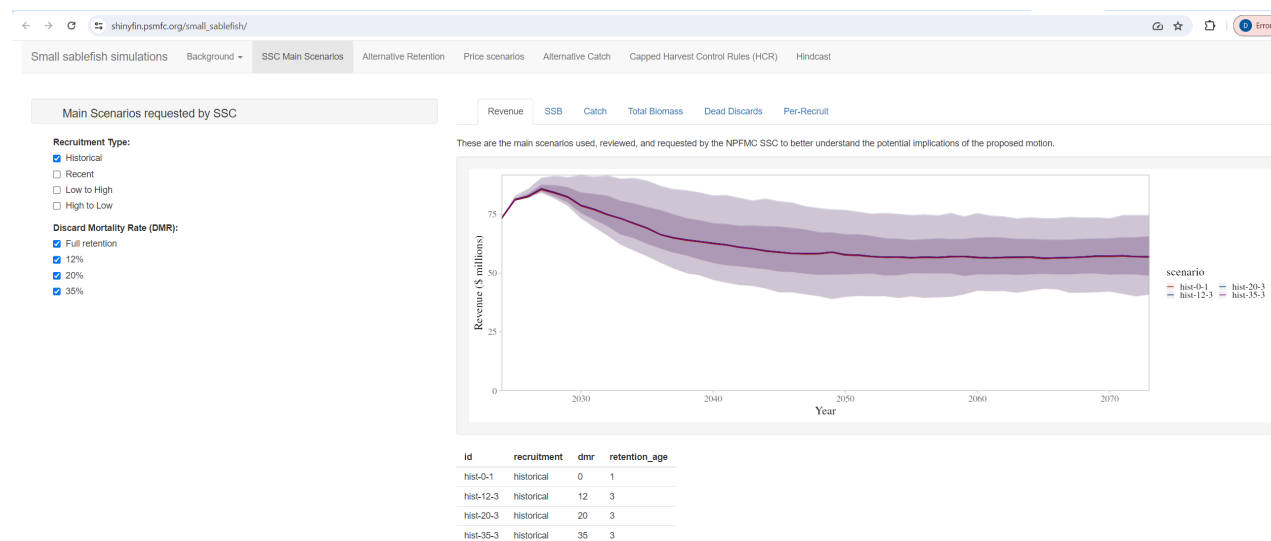 shinyfin.psmfc.org/small_sablefish/
D Error
Small sablefish simulations Background SSC Main Scenarios Alternative Retention Price scenarios Alternative Catch Capped Harvest Control Rules (HCR) Hindcast
Main Scenarios requested by SSC
Recruitment Type:
Historical
Recent
Low to High
High to Low
Discard Mortality Rate (DMR):
Full retention
12%
20%
35%
Revenue SSB Catch Total Biomass Dead Discards Per-Recruit
These are the main scenarios used, reviewed, and requested by the NPFMC SSC to better understand the potential implications of the proposed motion.
Revenue ($ millions)
75
50
25
0
2030 2040 2050 2060 2070
Year
scenario
hist-0-1 hist-20-3
hist-12-3 hist-35-3
id recruitment dmr retention_age
hist-0-1 historical 0 1
hist-12-3 historical 12 3
hist-20-3 historical 20 3
hist-35-3 historical 35 3